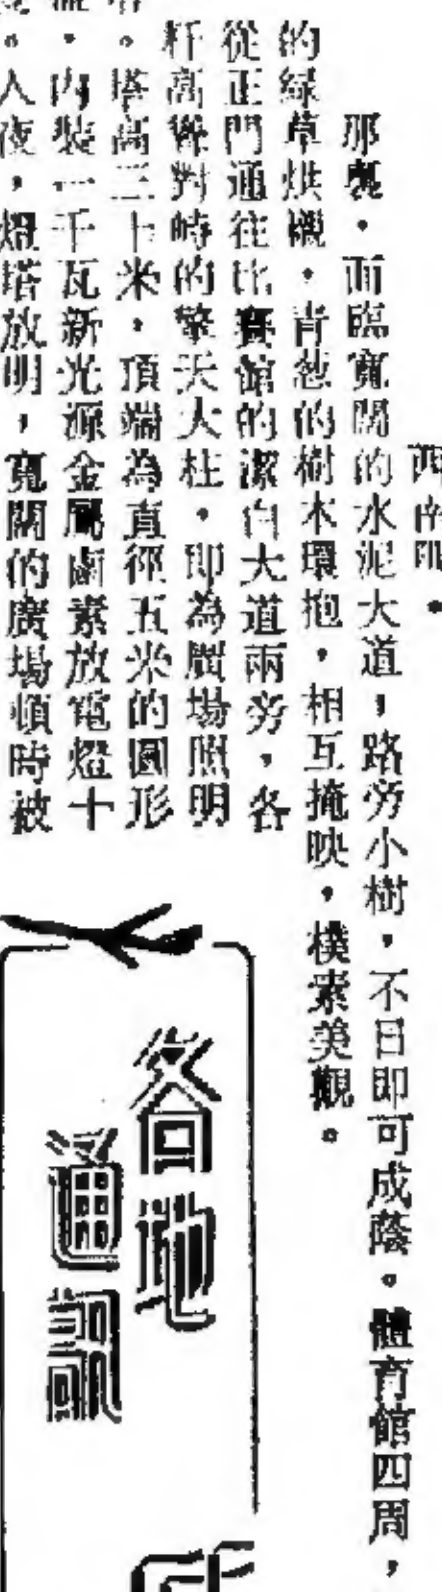 西南隅。
那裏，面臨寬闊的水泥大道，路旁小樹，不日即可成蔭。體育館四周，
的綠草烘襯，青葱的樹木環抱，相互掩映，樸素美觀。
從正門通往比賽館的潔白大道兩旁，各
杆高聳對峙的擎天大柱，即為廣場照明
。塔高三十米，頂端為直徑五米的圓形
，內裝一千瓦新光源金屬鹵素放電燈十
。入夜，燈塔放明，寬闊的廣場頓時被
各地
通訊